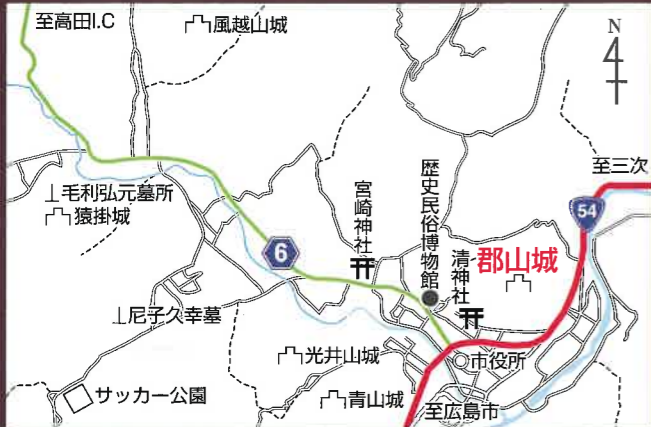 至高田I.C
風越山城
N
至三次
毛利弘元墓所
猿掛城
宮崎神社
歴史民俗博物館
54
6
清神社
郡山城
尼子久幸墓
光井山城
市役所
サッカー公園
青山城
至広島市